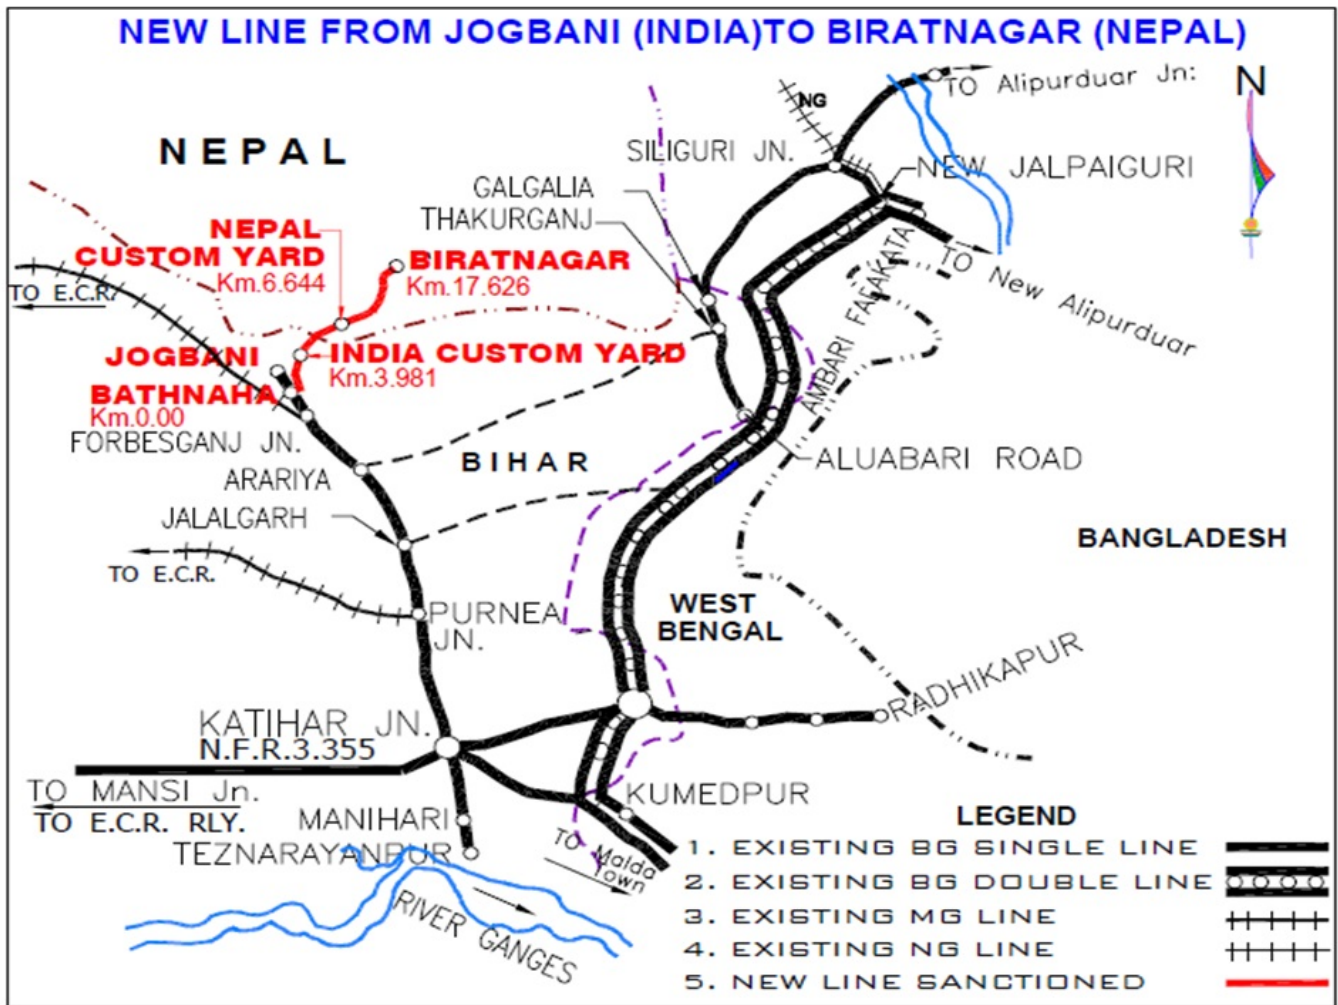 NEW LINE FROM JOGBANI (INDIA)TO BIRATNAGAR (NEPAL)
TO Alipurduar Jn:
N
NG
NEPAL
SILIGURI JN.
NEW JALPAIGURI
GALGALIA
THAKURGANJ
NEPAL
CUSTOM YARD
Km.6.644
BIRATNAGAR
Km.17.626
AMBARI FALAKATA
TO New Alipurduar
TO E.C.R.
JOGBANI
INDIA CUSTOM YARD
Km.3.981
BATHNAHA
Km.0.00
FORBESGANJ JN.
ARARIYA
BIHAR
ALUABARI ROAD
JALALGARH
BANGLADESH
TO E.C.R.
PURNEA
JN.
WEST
BENGAL
RADHIKAPUR
KATIHAR JN.
N.F.R.3.355
TO MANSI Jn.
TO E.C.R. RLY.
KUMEDPUR
MANIHARI
TEZNARAYANPUR
TO Malda
Town
RIVER GANGES
LEGEND
1. EXISTING BG SINGLE LINE
2. EXISTING BG DOUBLE LINE
3. EXISTING MG LINE
4. EXISTING NG LINE
5. NEW LINE SANCTIONED